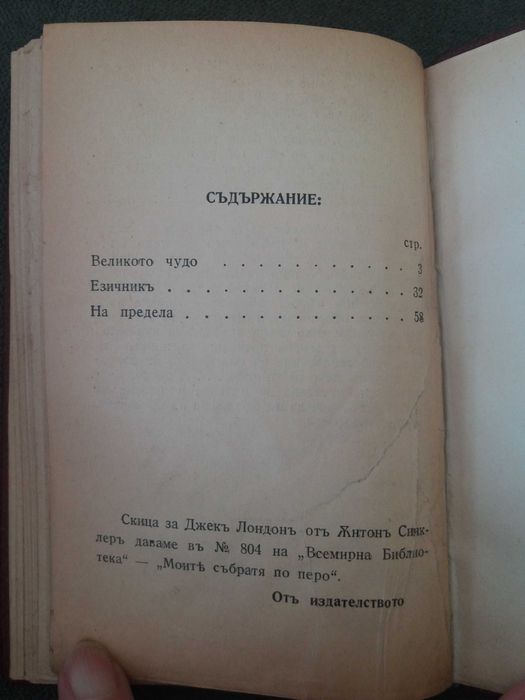 СЪДЪРЖАНИЕ:
стр.
Великото чудо . . . . . . . . . . . . 3
Езичникъ . . . . . . . . . . . . . . 32
На предела . . . . . . . . . . . . . 58
Скица за Джекъ Лондонъ отъ Янтонъ Синк-
леръ даваме въ № 804 на „Всемирна Библио-
тека“ — „Моитѣ събратя по перо“.
Отъ издателството